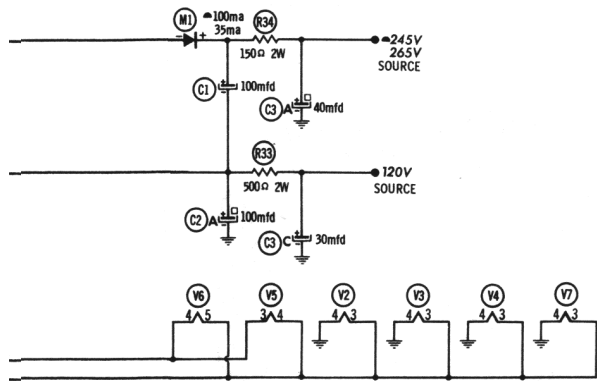 M1 100ma R34
35ma
- + 245V
150Ω 2W 265V
SOURCE
C1 + 100mfd
-
C3 A + 40mfd
-
R33
120V
500Ω 2W SOURCE
C2 A + 100mfd
-
C3 C + 30mfd
-
V6 V5 V2 V3 V4 V7
4 5 3 4 4 3 4 3 4 3 4 3